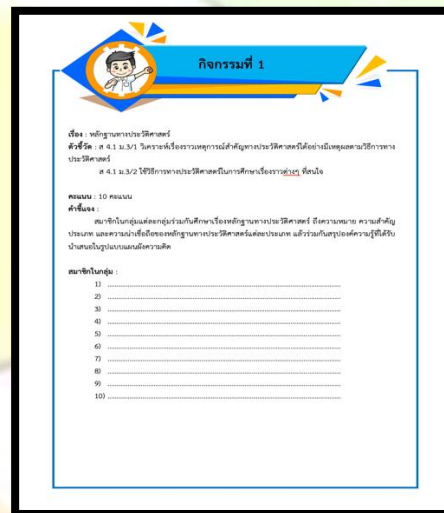 กิจกรรมที่ 1
เรื่อง : หลักฐานทางประวัติศาสตร์
ตัวชี้วัด : ส 4.1 ม.3/1 วิเคราะห์เรื่องราวเหตุการณ์สำคัญทางประวัติศาสตร์ได้อย่างมีเหตุผลตามวิธีการทาง
ประวัติศาสตร์
ส 4.1 ม.3/2 ใช้วิธีการทางประวัติศาสตร์ในการศึกษาเรื่องราวต่างๆ ที่สนใจ
คะแนน : 10 คะแนน
คำชี้แจง :
สมาชิกในกลุ่มแต่ละกลุ่มร่วมกันศึกษาเรื่องหลักฐานทางประวัติศาสตร์ ถึงความหมาย ความสำคัญ
ประเภท และความน่าเชื่อถือของหลักฐานทางประวัติศาสตร์แต่ละประเภท แล้วร่วมกันสรุปองค์ความรู้ที่ได้รับ
นำเสนอในรูปแบบแผนผังความคิด
สมาชิกในกลุ่ม :
1) ........................................................................
2) ........................................................................
3) ........................................................................
4) ........................................................................
5) ........................................................................
6) ........................................................................
7) ........................................................................
8) ........................................................................
9) ........................................................................
10) ........................................................................